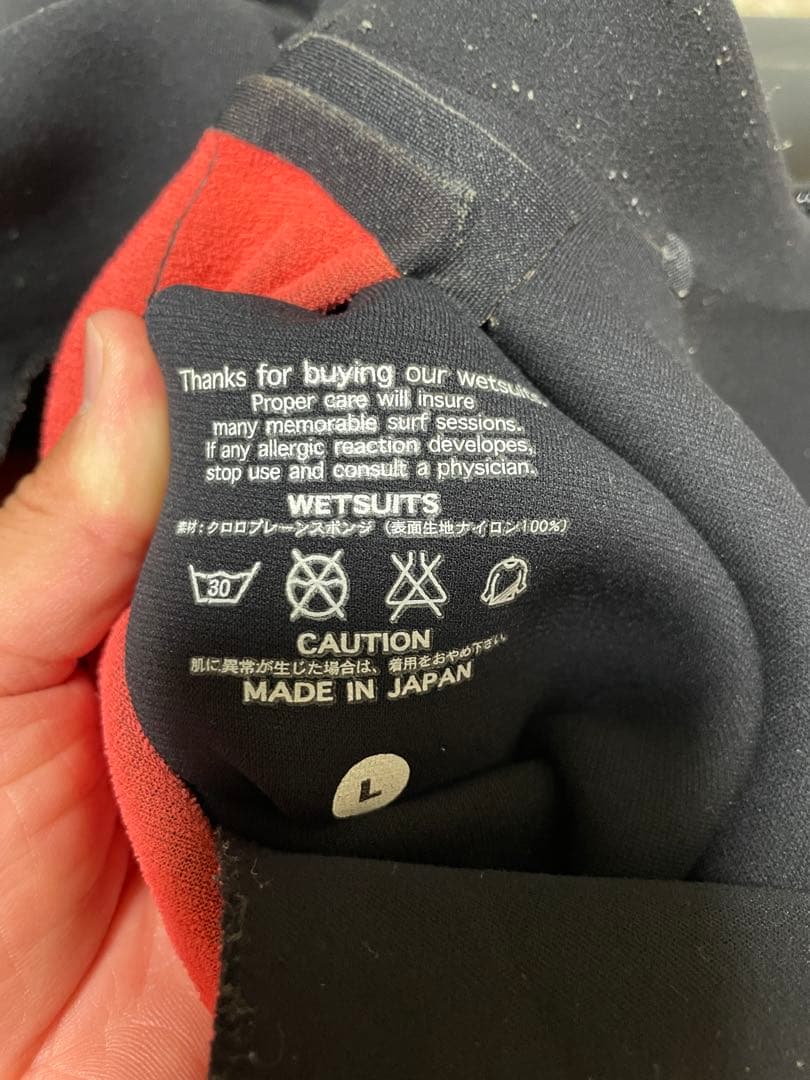 Thanks for buying our wetsuits.
Proper care will insure
many memorable surf sessions.
If any allergic reaction developes,
stop use and consult a physician.
WETSUITS
素材:クロロプレーンスポンジ(表面生地ナイロン100%)
30
CAUTION
肌に異常が生じた場合は、着用をおやめ下さい
MADE IN JAPAN
L